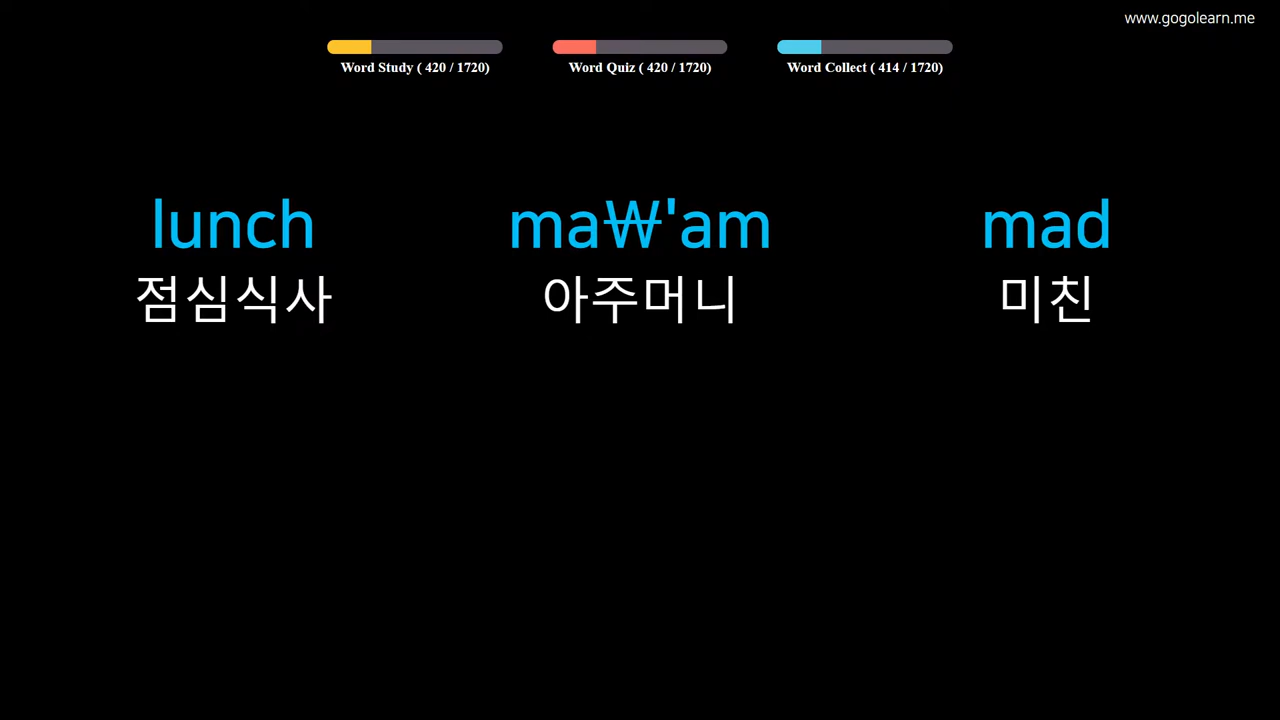 www.gogolearn.me
Word Study ( 420 / 1720)
Word Quiz ( 420 / 1720)
Word Collect ( 414 / 1720)
lunch
점심식사
ma₩'am
아주머니
mad
미친